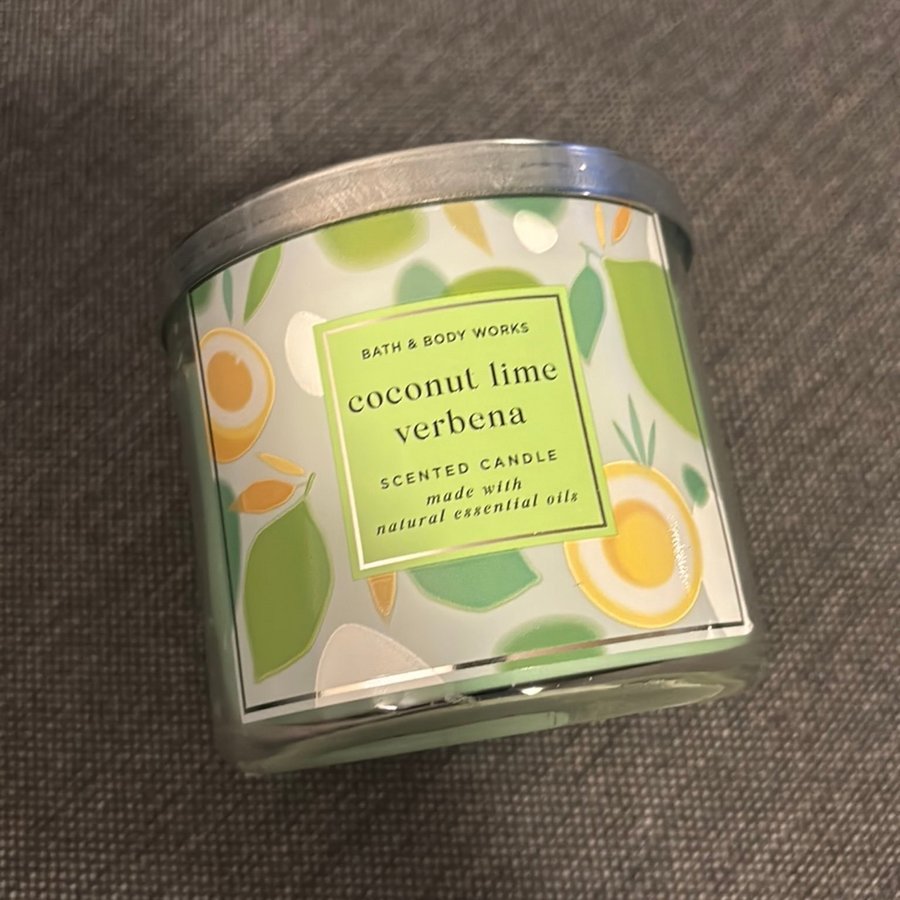 BATH & BODY WORKS
coconut lime
verbena
SCENTED CANDLE
made with
natural essential oils